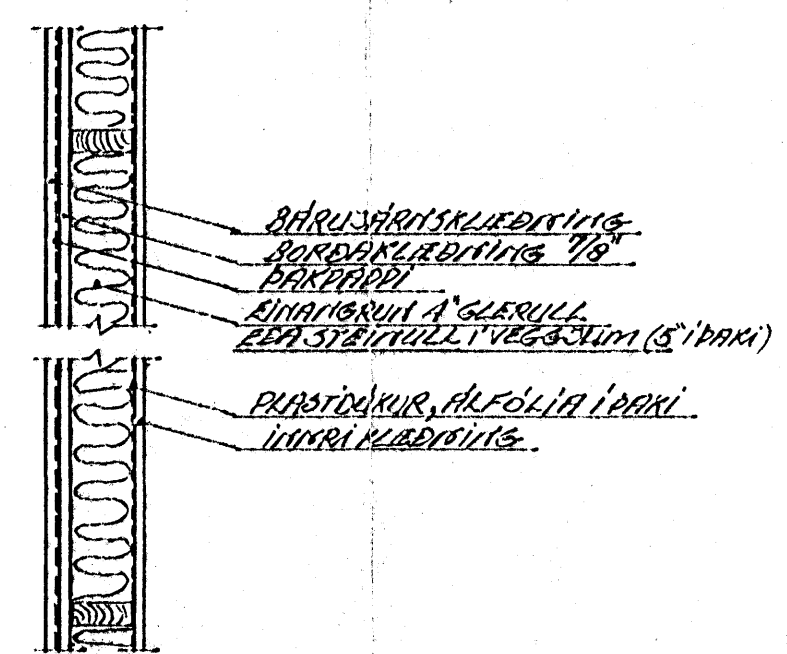 BÁRUJÁRNSKLÆÐNING
BORÐAKLÆÐNING 7/8"
ÞAKPAPPI
EINANGRUN 4" GLERULL
EÐA STEINULL Í VEGGJUM (5" Í ÞAKI)
PLASTDÚKUR, ÁLFÓLÍA Í ÞAKI
INNRI KLÆÐNING